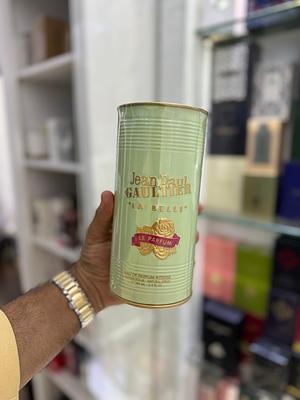 Jean Paul
GAULTIER
"LA BELLE"
LE PARFUM
EAU DE PARFUM INTENSE